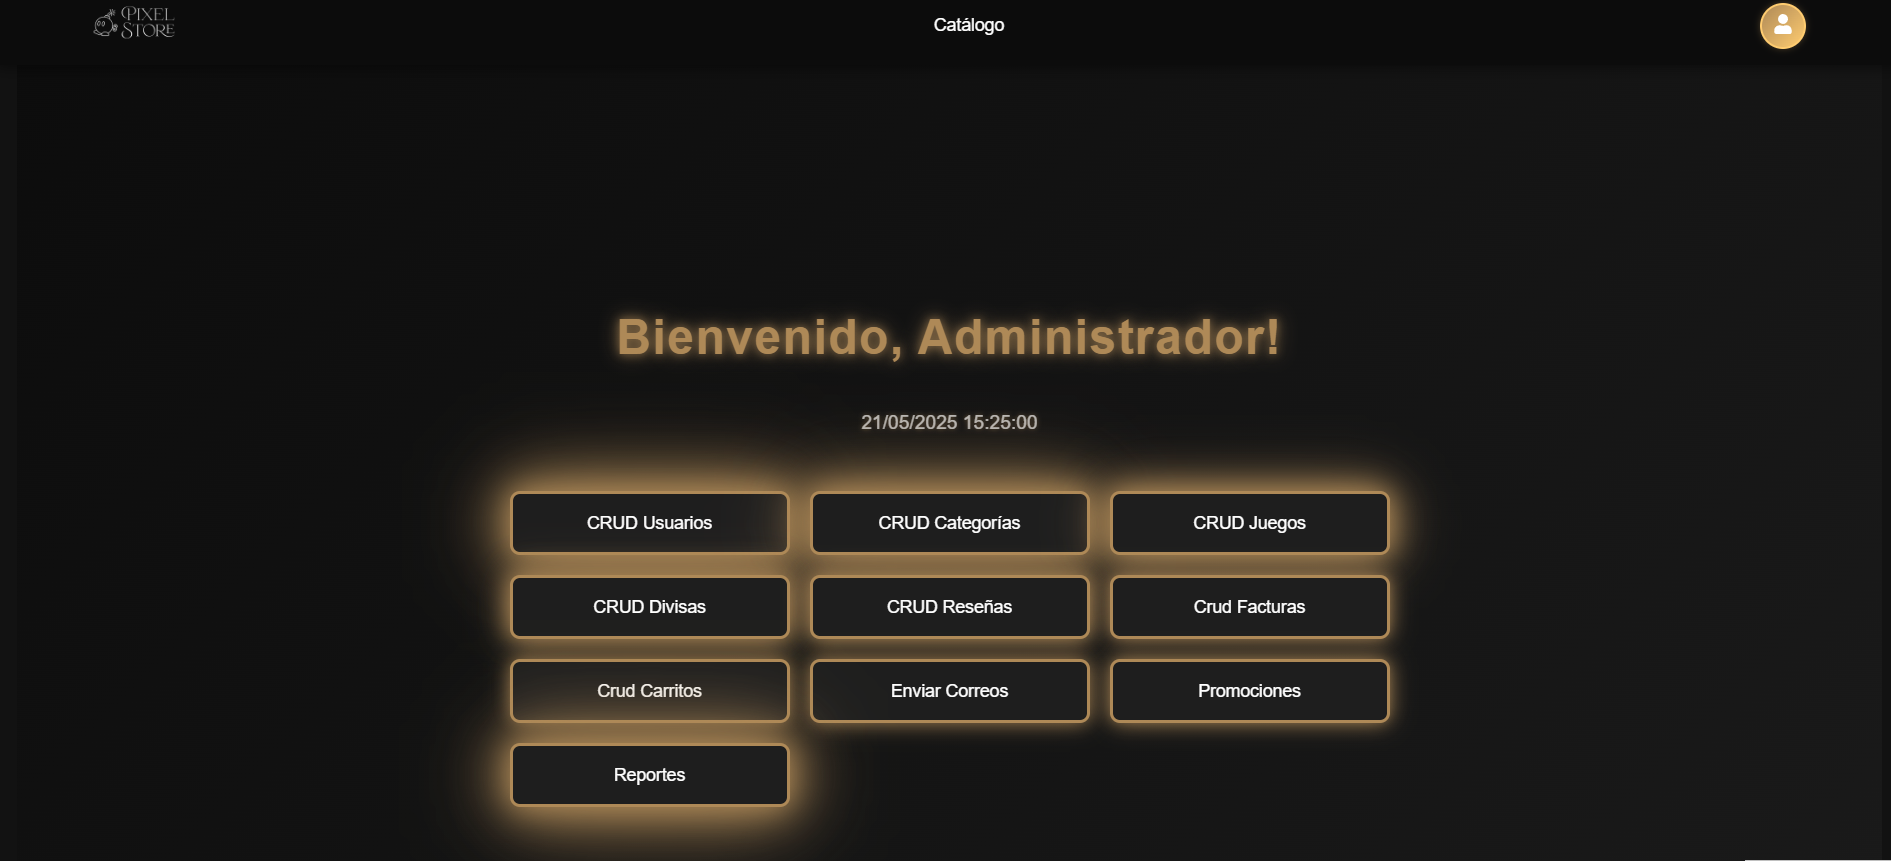 PIXEL
STORE
Catálogo
Bienvenido, Administrador!
21/05/2025 15:25:00
CRUD Usuarios
CRUD Categorías
CRUD Juegos
CRUD Divisas
CRUD Reseñas
Crud Facturas
Crud Carritos
Enviar Correos
Promociones
Reportes